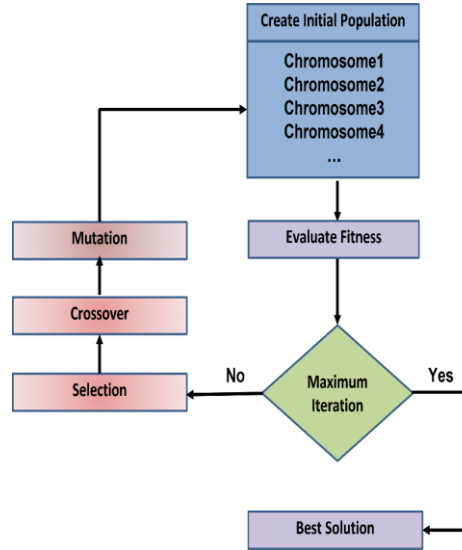 Create Initial Population
Chromosome1
Chromosome2
Chromosome3
Chromosome4
...
Evaluate Fitness
Mutation
Crossover
Selection
No
Maximum
Iteration
Yes
Best Solution